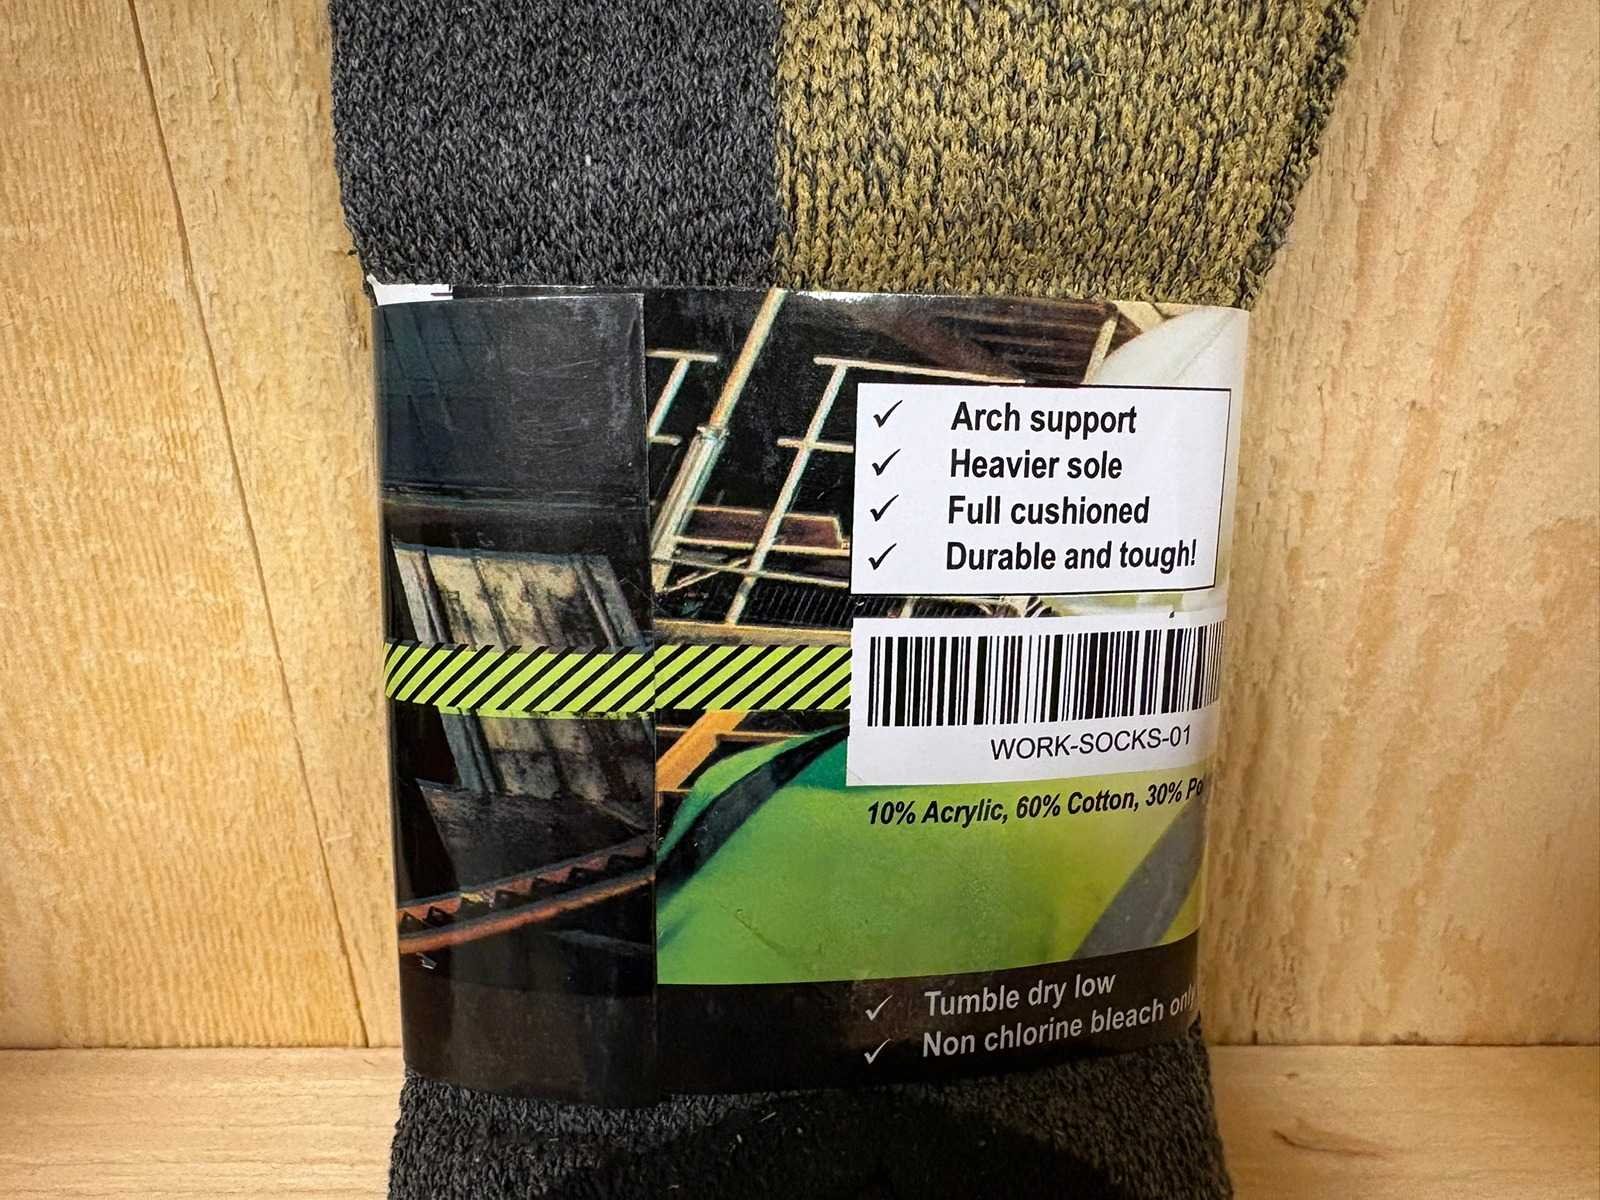 ✓ Arch support
✓ Heavier sole
✓ Full cushioned
✓ Durable and tough!
WORK-SOCKS-01
10% Acrylic, 60% Cotton, 30%
✓ Tumble dry low
✓ Non chlorine bleach only